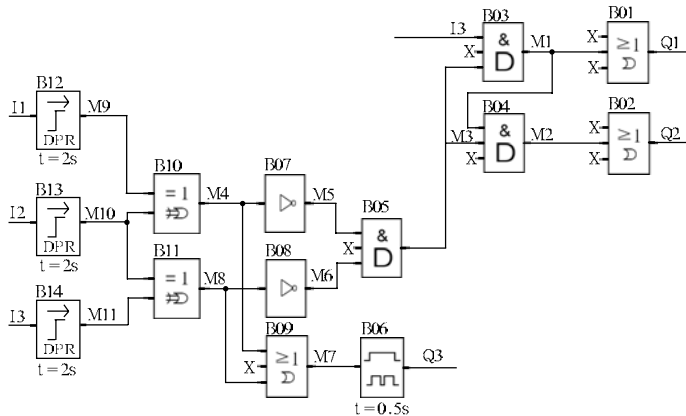 B03 B01
I3 & M1 X ≥1 Q1
X D X D
B12 B04 B02
I1 M9 & M3 M2 X ≥1 Q2
DPR X D X D
t=2s B10 B07
B13 =1 M4 M5 B05
I2 M10 &
DPR B11 B08 X D
t=2s =1 M8 M6
B14
I3 M11 B09 B06
DPR ≥1 M7 Q3
t=2s X D
t=0.5s